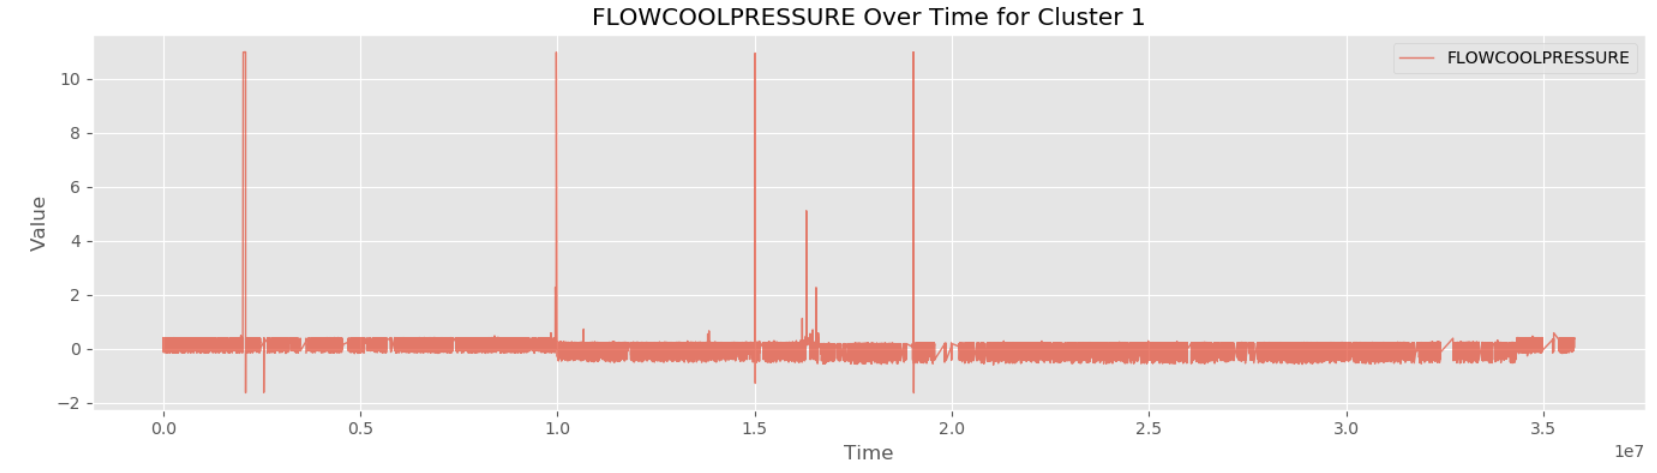 FLOWCOOLPRESSURE Over Time for Cluster 1
FLOWCOOLPRESSURE
10
8
6
4
2
0
−2
Value
0.0 0.5 1.0 1.5 2.0 2.5 3.0 3.5
1e7
Time